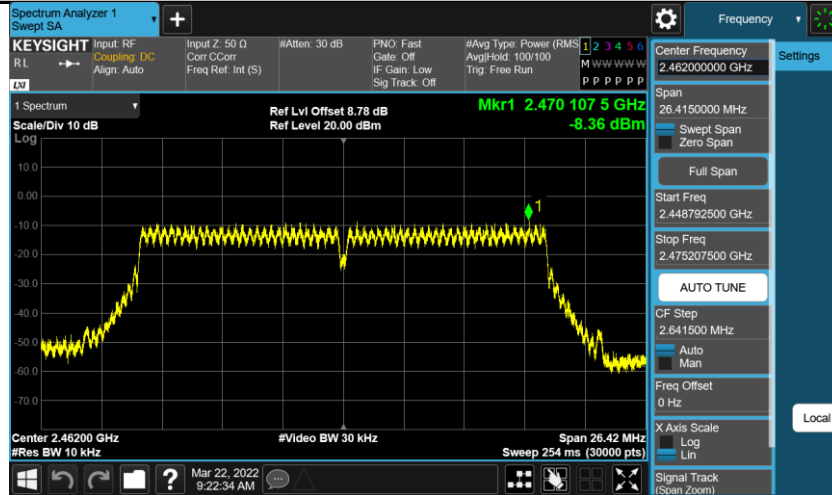 Spectrum Analyzer 1
Swept SA
+
Frequency
KEYSIGHT
RL
LXI
Input: RF
Coupling: DC
Align: Auto
Input Z: 50 Ω
Corr CCorr
Freq Ref: Int (S)
#Atten: 30 dB
PNO: Fast
Gate: Off
IF Gain: Low
Sig Track: Off
#Avg Type: Power (RMS
Avg|Hold: 100/100
Trig: Free Run
1 2 3 4 5 6
M W W W W W
P P P P P P
1 Spectrum
Scale/Div 10 dB
Log
Ref Lvl Offset 8.78 dB
Ref Level 20.00 dBm
Mkr1 2.470 107 5 GHz
-8.36 dBm
10.0
0.00
-10.0
-20.0
-30.0
-40.0
-50.0
-60.0
-70.0
1
Center 2.46200 GHz
#Res BW 10 kHz
#Video BW 30 kHz
Span 26.42 MHz
Sweep 254 ms (30000 pts)
?
Mar 22, 2022
9:22:34 AM
Center Frequency
2.462000000 GHz
Span
26.4150000 MHz
Swept Span
Zero Span
Full Span
Start Freq
2.448792500 GHz
Stop Freq
2.475207500 GHz
AUTO TUNE
CF Step
2.641500 MHz
Auto
Man
Freq Offset
0 Hz
X Axis Scale
Log
Lin
Signal Track
(Span Zoom)
Settings
Local